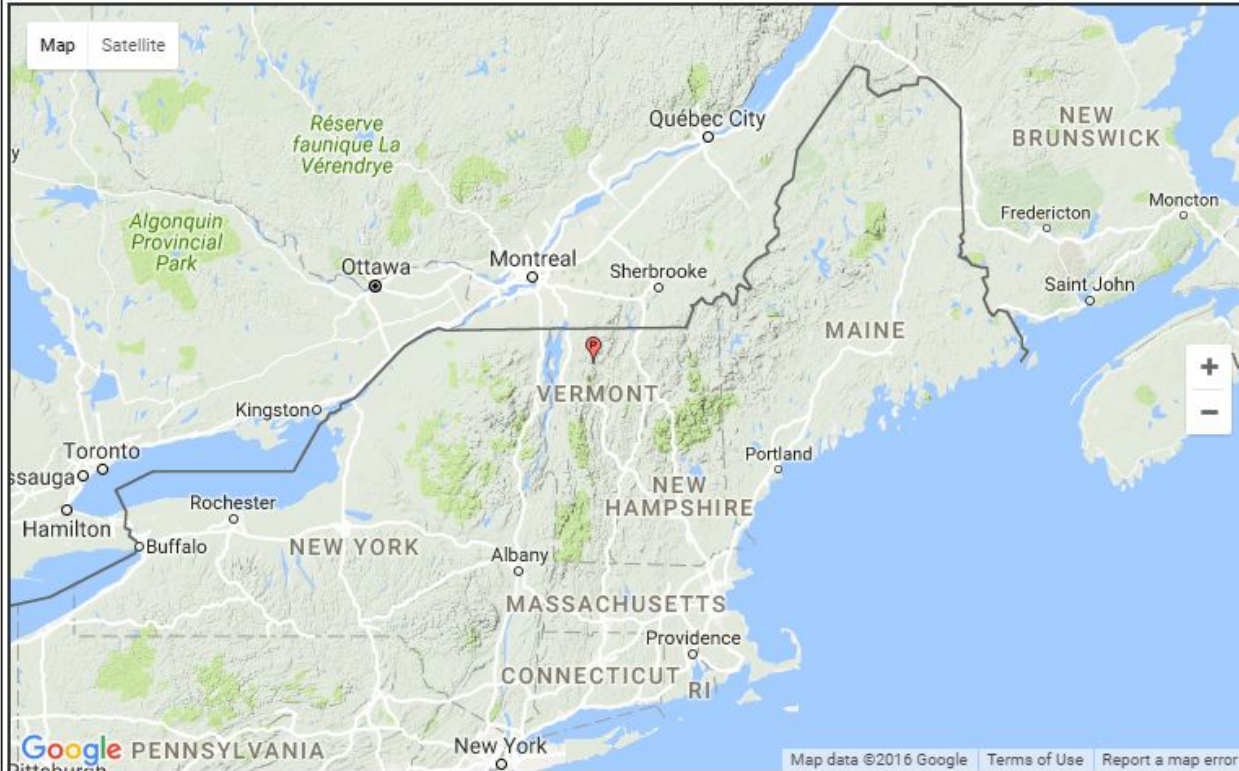 Map Satellite
Québec City
NEW
BRUNSWICK
Réserve
faunique La
Vérendrye
y
Algonquin
Provincial
Park
Fredericton
Moncton
Ottawa
Montreal
Sherbrooke
Saint John
MAINE
P
+
VERMONT
−
Kingston
Toronto
ssauga
Portland
Rochester
NEW
HAMPSHIRE
Hamilton
Buffalo
NEW YORK
Albany
MASSACHUSETTS
Providence
CONNECTICUT
RI
Google
PENNSYLVANIA
New York
Pittsburgh
Map data ©2016 Google Terms of Use Report a map error